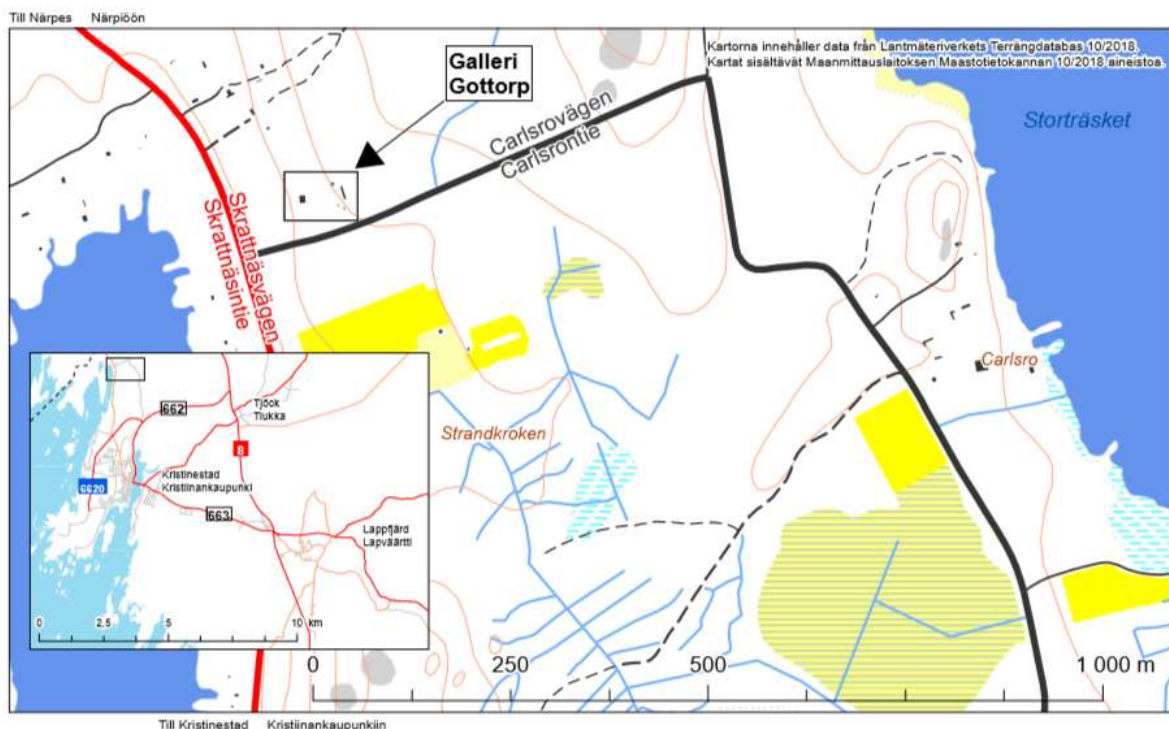 Till Närpes Närpiöön
Kartorna innehåller data från Lantmäteriverkets Terrängdatabas 10/2018.
Kartat sisältävät Maanmittauslaitoksen Maastotietokannan 10/2018 aineistoa.
Galleri
Gottorp
Carlsrovägen
Carlsrontie
Storträsket
Skrattnäsvägen
Skrattnäsintie
Carlsro
Strandkroken
662
Tjöck
Tiukka
8
Kristinestad
Kristiinankaupunki
6620
663
Lappfjärd
Lapväärtti
0 2,5 5 10 km
0 250 500 1 000 m
Till Kristinestad Kristiinankaupunkiin